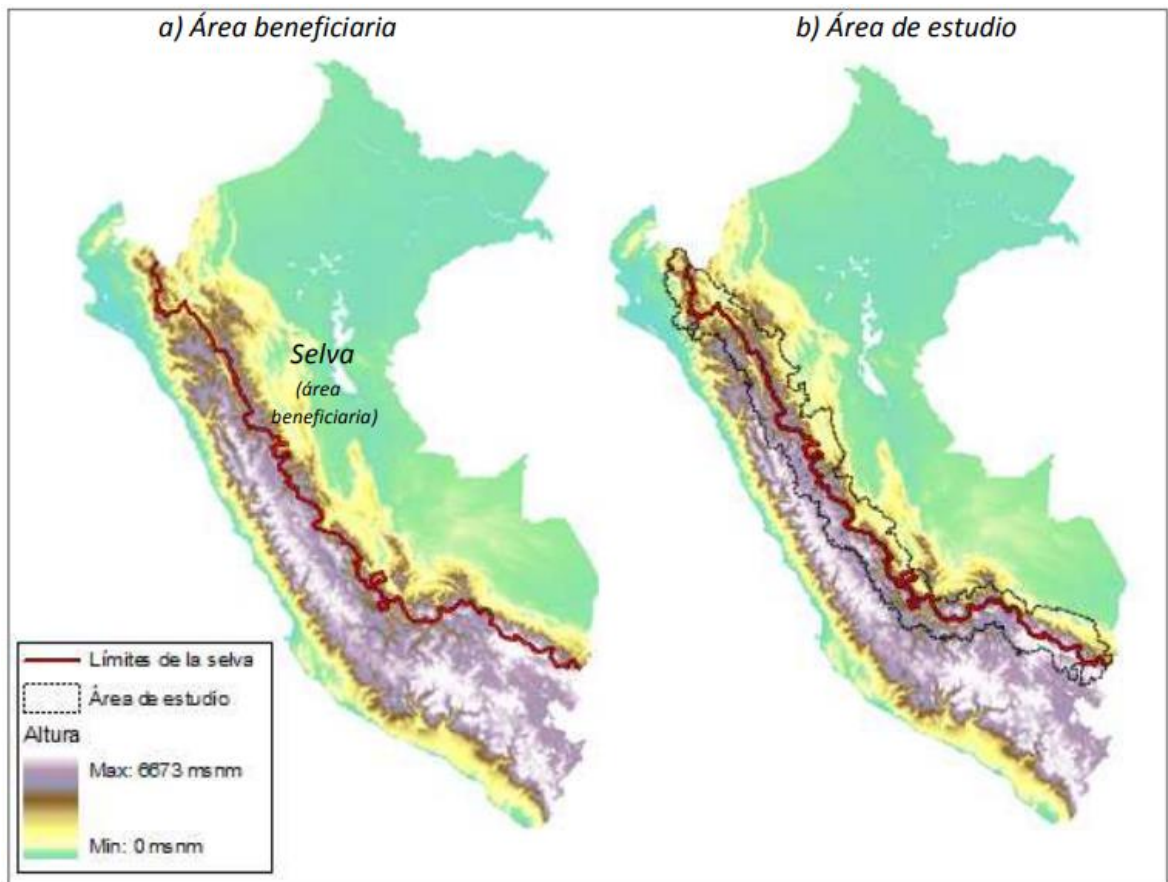 a) Área beneficiaria
b) Área de estudio
Selva
(área
beneficiaria)
Límites de la selva
Área de estudio
Altura
Max: 6673 msnm
Min: 0 msnm